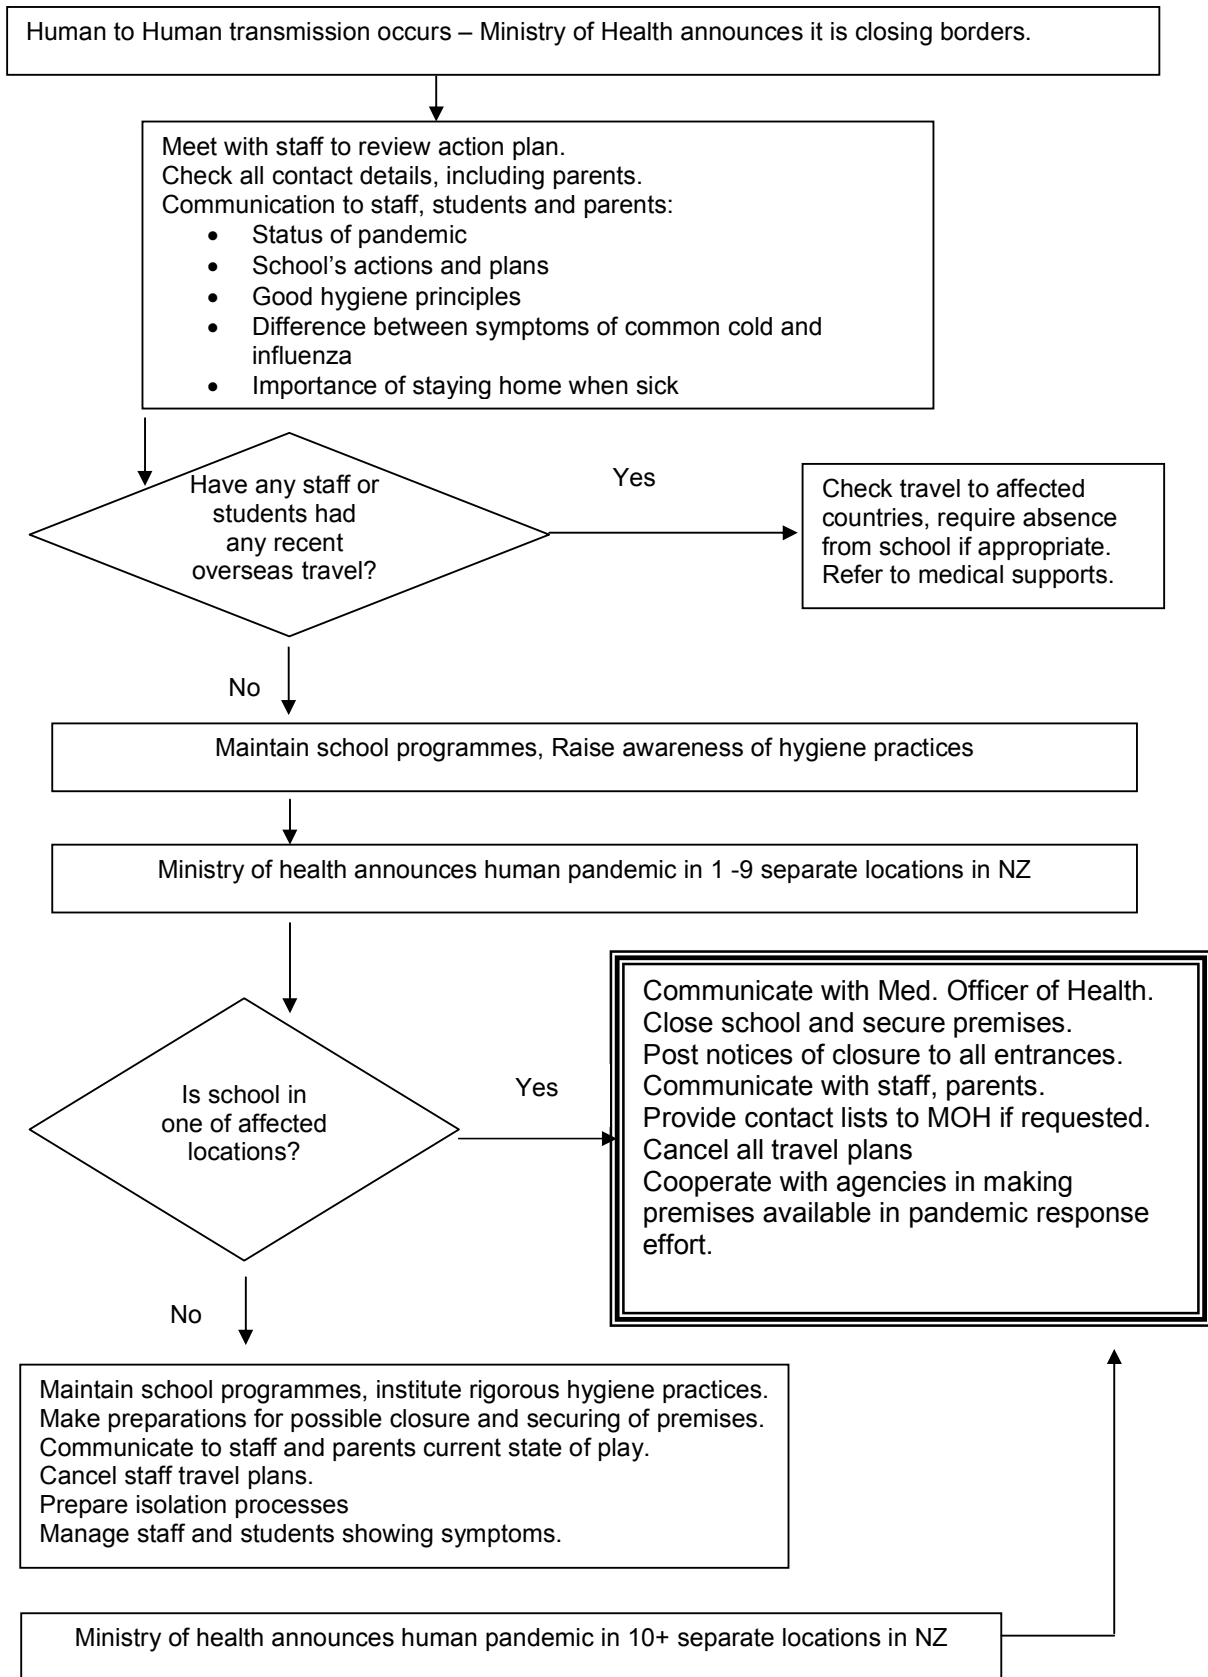 Human to Human transmission occurs – Ministry of Health announces it is closing borders.
Meet with staff to review action plan.
Check all contact details, including parents.
Communication to staff, students and parents:
• Status of pandemic
• School's actions and plans
• Good hygiene principles
• Difference between symptoms of common cold and
influenza
• Importance of staying home when sick
Have any staff or
students had
any recent
overseas travel?
Yes
Check travel to affected
countries, require absence
from school if appropriate.
Refer to medical supports.
No
Maintain school programmes, Raise awareness of hygiene practices
Ministry of health announces human pandemic in 1 -9 separate locations in NZ
Is school in
one of affected
locations?
Yes
Communicate with Med. Officer of Health.
Close school and secure premises.
Post notices of closure to all entrances.
Communicate with staff, parents.
Provide contact lists to MOH if requested.
Cancel all travel plans
Cooperate with agencies in making
premises available in pandemic response
effort.
No
Maintain school programmes, institute rigorous hygiene practices.
Make preparations for possible closure and securing of premises.
Communicate to staff and parents current state of play.
Cancel staff travel plans.
Prepare isolation processes
Manage staff and students showing symptoms.
Ministry of health announces human pandemic in 10+ separate locations in NZ